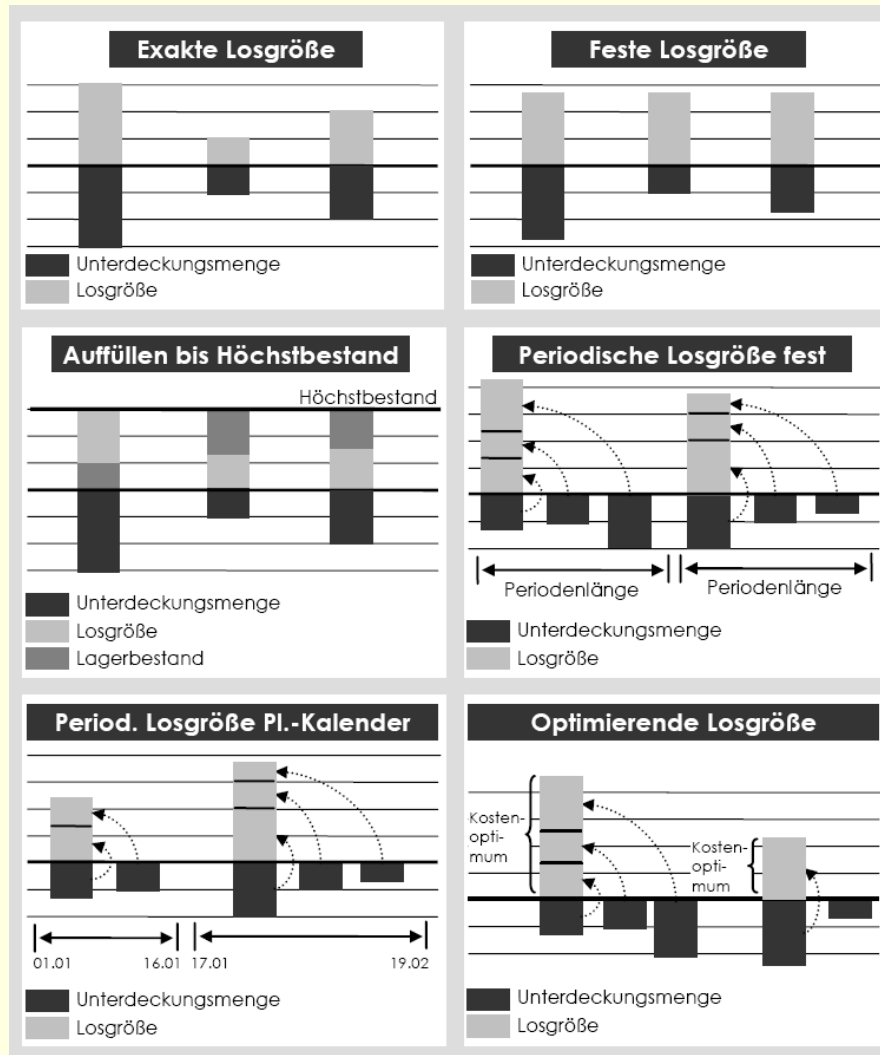 Exakte Losgröße
Unterdeckungsmenge
Losgröße
Feste Losgröße
Unterdeckungsmenge
Losgröße
Auffüllen bis Höchstbestand
Höchstbestand
Unterdeckungsmenge
Losgröße
Lagerbestand
Periodische Losgröße fest
Periodenlänge
Periodenlänge
Unterdeckungsmenge
Losgröße
Period. Losgröße Pl.-Kalender
01.01
16.01
17.01
19.02
Unterdeckungsmenge
Losgröße
Optimierende Losgröße
Kosten-
opti-
mum
Kosten-
opti-
mum
Unterdeckungsmenge
Losgröße